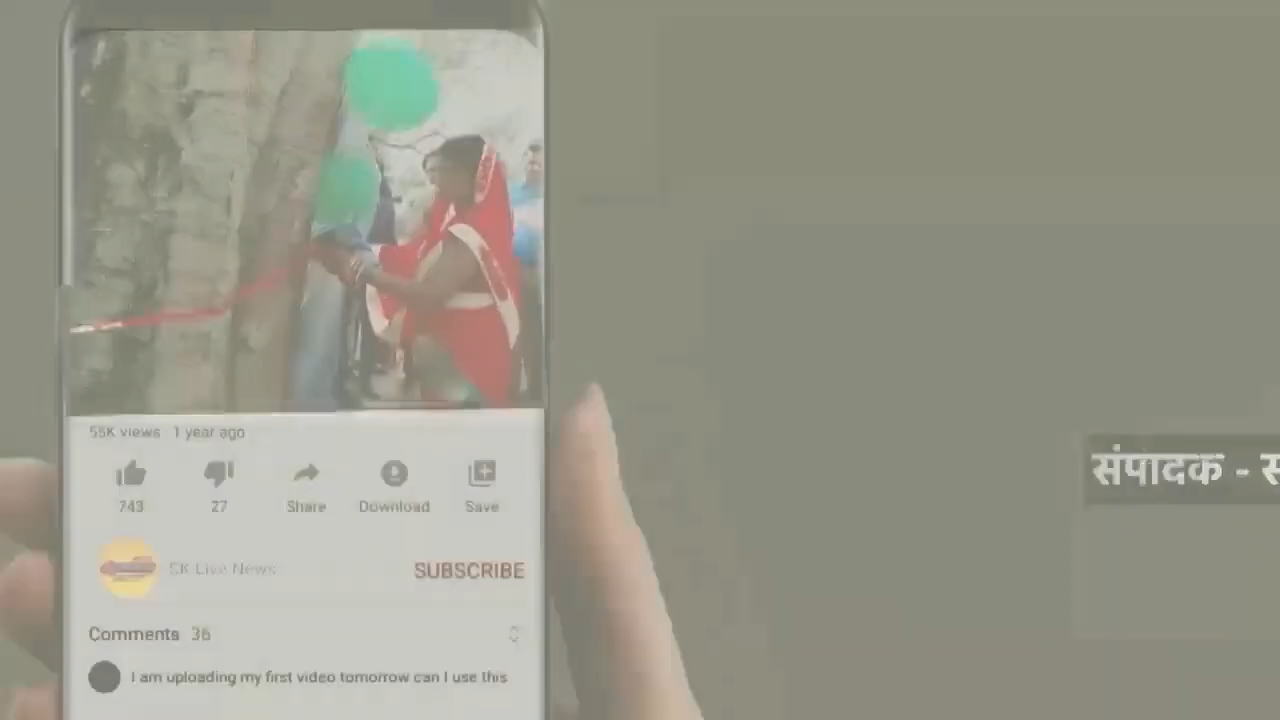 55K views 1 year ago
743 27 Share Download Save
SK Live News SUBSCRIBE
Comments 36
I am uploading my first video tomorrow can I use this
संपादक -